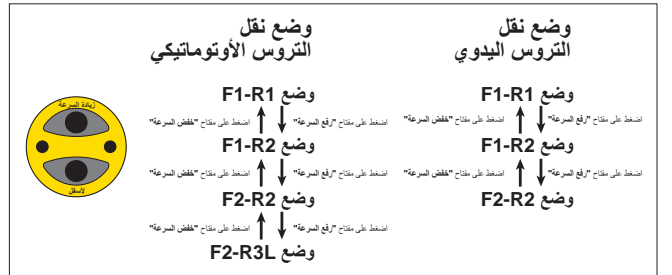 وضع نقل
التروس اليدوي
وضع F1-R1
اضغط على مفتاح "رفع السرعة" اضغط على مفتاح "خفض السرعة"
وضع F1-R2
اضغط على مفتاح "رفع السرعة" اضغط على مفتاح "خفض السرعة"
وضع F2-R2
وضع نقل
التروس الأوتوماتيكي
وضع F1-R1
اضغط على مفتاح "رفع السرعة" اضغط على مفتاح "خفض السرعة"
وضع F1-R2
اضغط على مفتاح "رفع السرعة" اضغط على مفتاح "خفض السرعة"
وضع F2-R2
اضغط على مفتاح "رفع السرعة" اضغط على مفتاح "خفض السرعة"
وضع F2-R3L
زيادة السرعة
لأسفل